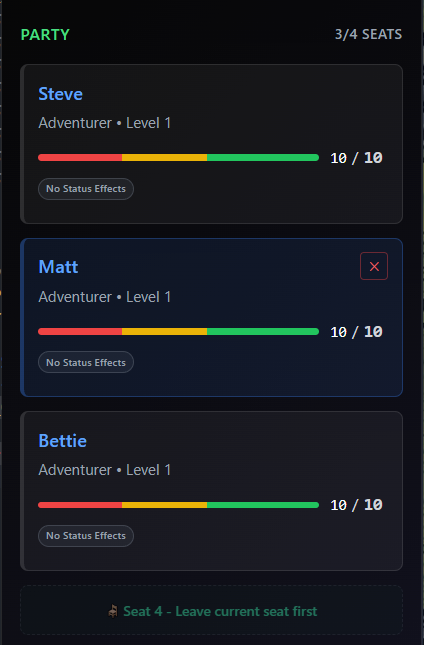 PARTY 3/4 SEATS
Steve
Adventurer • Level 1
10 / 10
No Status Effects
Matt
Adventurer • Level 1
10 / 10
No Status Effects
Bettie
Adventurer • Level 1
10 / 10
No Status Effects
Seat 4 - Leave current seat first